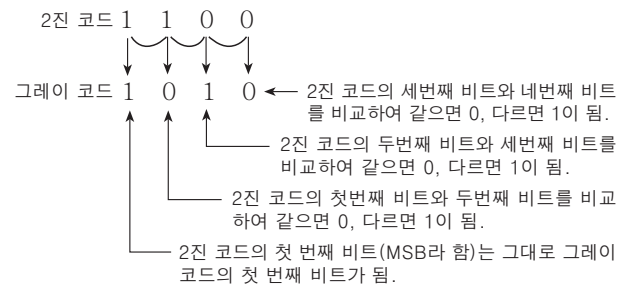 2진 코드 1 1 0 0
그레이 코드 1 0 1 0
2진 코드의 세번째 비트와 네번째 비트
를 비교하여 같으면 0, 다르면 1이 됨.
2진 코드의 두번째 비트와 세번째 비트를
비교하여 같으면 0, 다르면 1이 됨.
2진 코드의 첫번째 비트와 두번째 비트를 비교
하여 같으면 0, 다르면 1이 됨.
2진 코드의 첫 번째 비트(MSB라 함)는 그대로 그레이
코드의 첫 번째 비트가 됨.